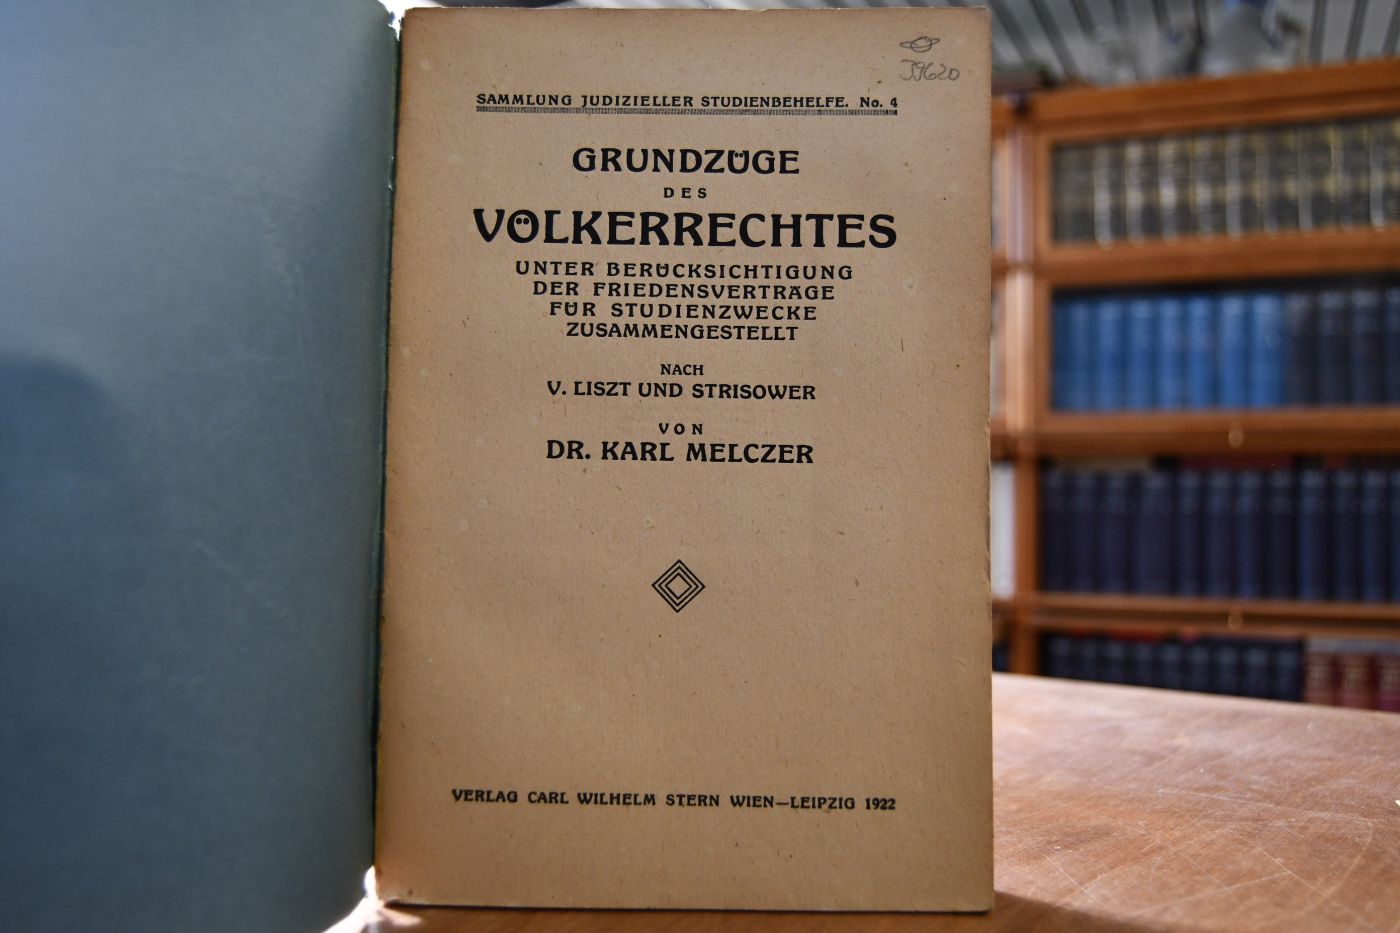 39620
SAMMLUNG JUDIZIELLER STUDIENBEHELFE. No. 4
GRUNDZÜGE
DES
VÖLKERRECHTES
UNTER BERÜCKSICHTIGUNG
DER FRIEDENSVERTRÄGE
FÜR STUDIENZWECKE
ZUSAMMENGESTELLT
NACH
V. LISZT UND STRISOWER
VON
DR. KARL MELCZER
VERLAG CARL WILHELM STERN WIEN—LEIPZIG 1922